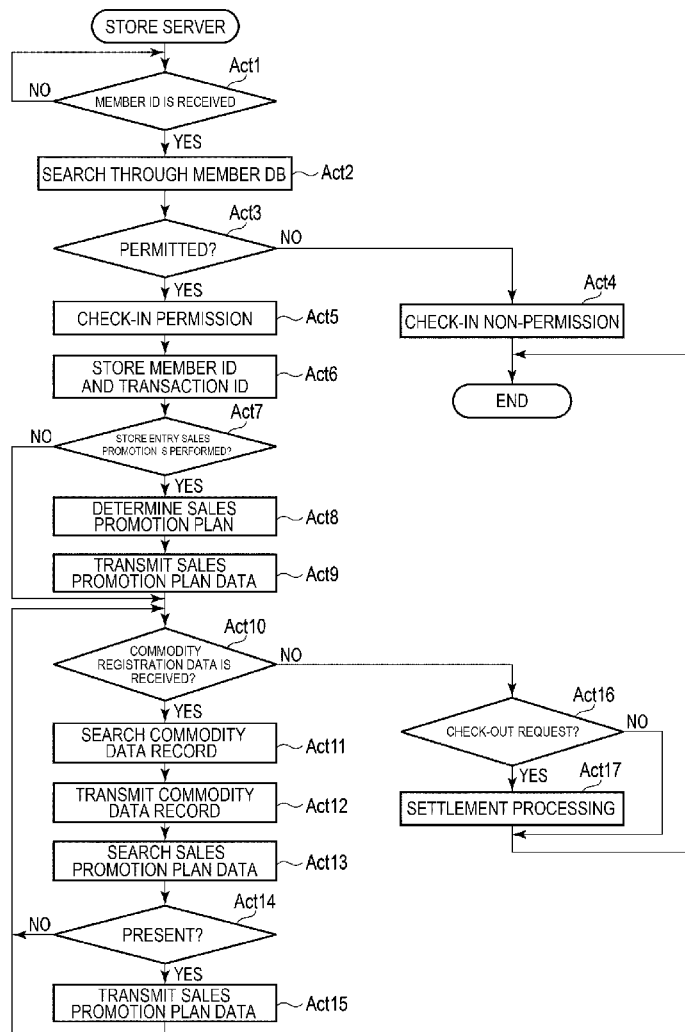 STORE SERVER
Act1
NO
MEMBER ID IS RECEIVED
YES
SEARCH THROUGH MEMBER DB
Act2
Act3
PERMITTED?
NO
YES
Act4
CHECK-IN PERMISSION
Act5
CHECK-IN NON-PERMISSION
STORE MEMBER ID
AND TRANSACTION ID
Act6
END
Act7
NO
STORE ENTRY SALES
PROMOTION IS PERFORMED?
YES
DETERMINE SALES
PROMOTION PLAN
Act8
TRANSMIT SALES
PROMOTION PLAN DATA
Act9
Act10
COMMODITY
REGISTRATION DATA IS
RECEIVED?
NO
YES
Act16
CHECK-OUT REQUEST?
NO
YES
SEARCH COMMODITY
DATA RECORD
Act11
Act17
SETTLEMENT PROCESSING
TRANSMIT COMMODITY
DATA RECORD
Act12
SEARCH SALES
PROMOTION PLAN DATA
Act13
Act14
NO
PRESENT?
YES
TRANSMIT SALES
PROMOTION PLAN DATA
Act15